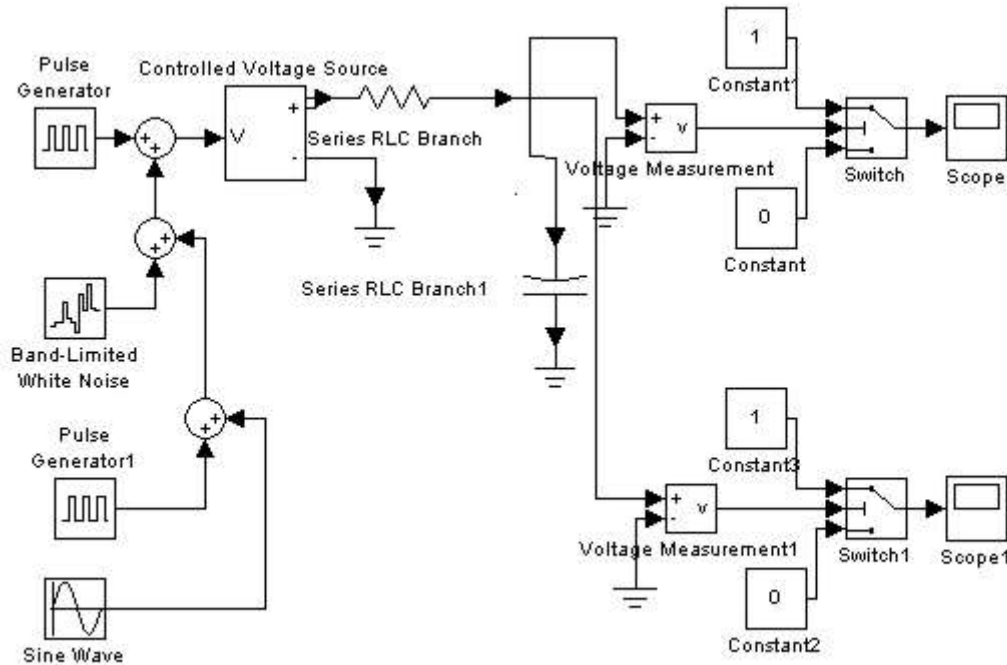 Pulse
Generator
Controlled Voltage Source
V
+
-
Series RLC Branch
+
-
v
Voltage Measurement
1
Constant1
0
Constant
Switch
Scope
+
+
+
+
Band-Limited
White Noise
Series RLC Branch1
+
+
Pulse
Generator1
Sine Wave
+
-
v
Voltage Measurement1
1
Constant3
0
Constant2
Switch1
Scope1